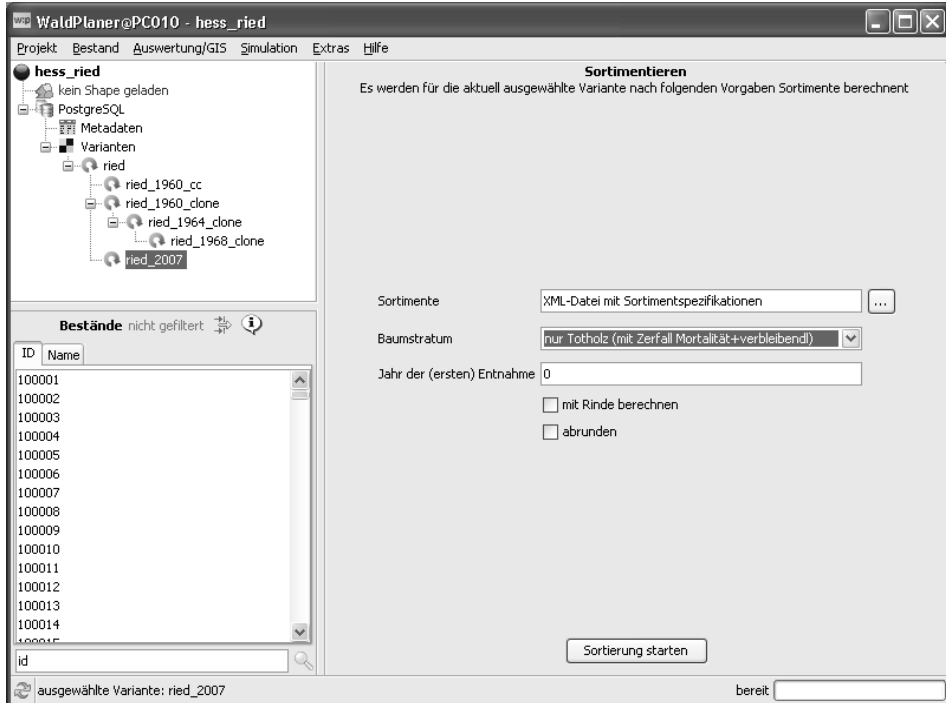 w:p WaldPlaner@PC010 - hess_ried
Projekt Bestand Auswertung/GIS Simulation Extras Hilfe
hess_ried
kein Shape geladen
PostgreSQL
Metadaten
Varianten
ried
ried_1960_cc
ried_1960_clone
ried_1964_clone
ried_1968_clone
ried_2007
Bestände nicht gefiltert
ID Name
100001
100002
100003
100004
100005
100006
100007
100008
100009
100010
100011
100012
100013
100014
id
Sortimentieren
Es werden für die aktuell ausgewählte Variante nach folgenden Vorgaben Sortimente berechnent
Sortimente XML-Datei mit Sortimentspezifikationen ...
Baumstratum nur Totholz (mit Zerfall Mortalität+verbleibendl)
Jahr der (ersten) Entnahme 0
mit Rinde berechnen
abrunden
Sortierung starten
ausgewählte Variante: ried_2007 bereit